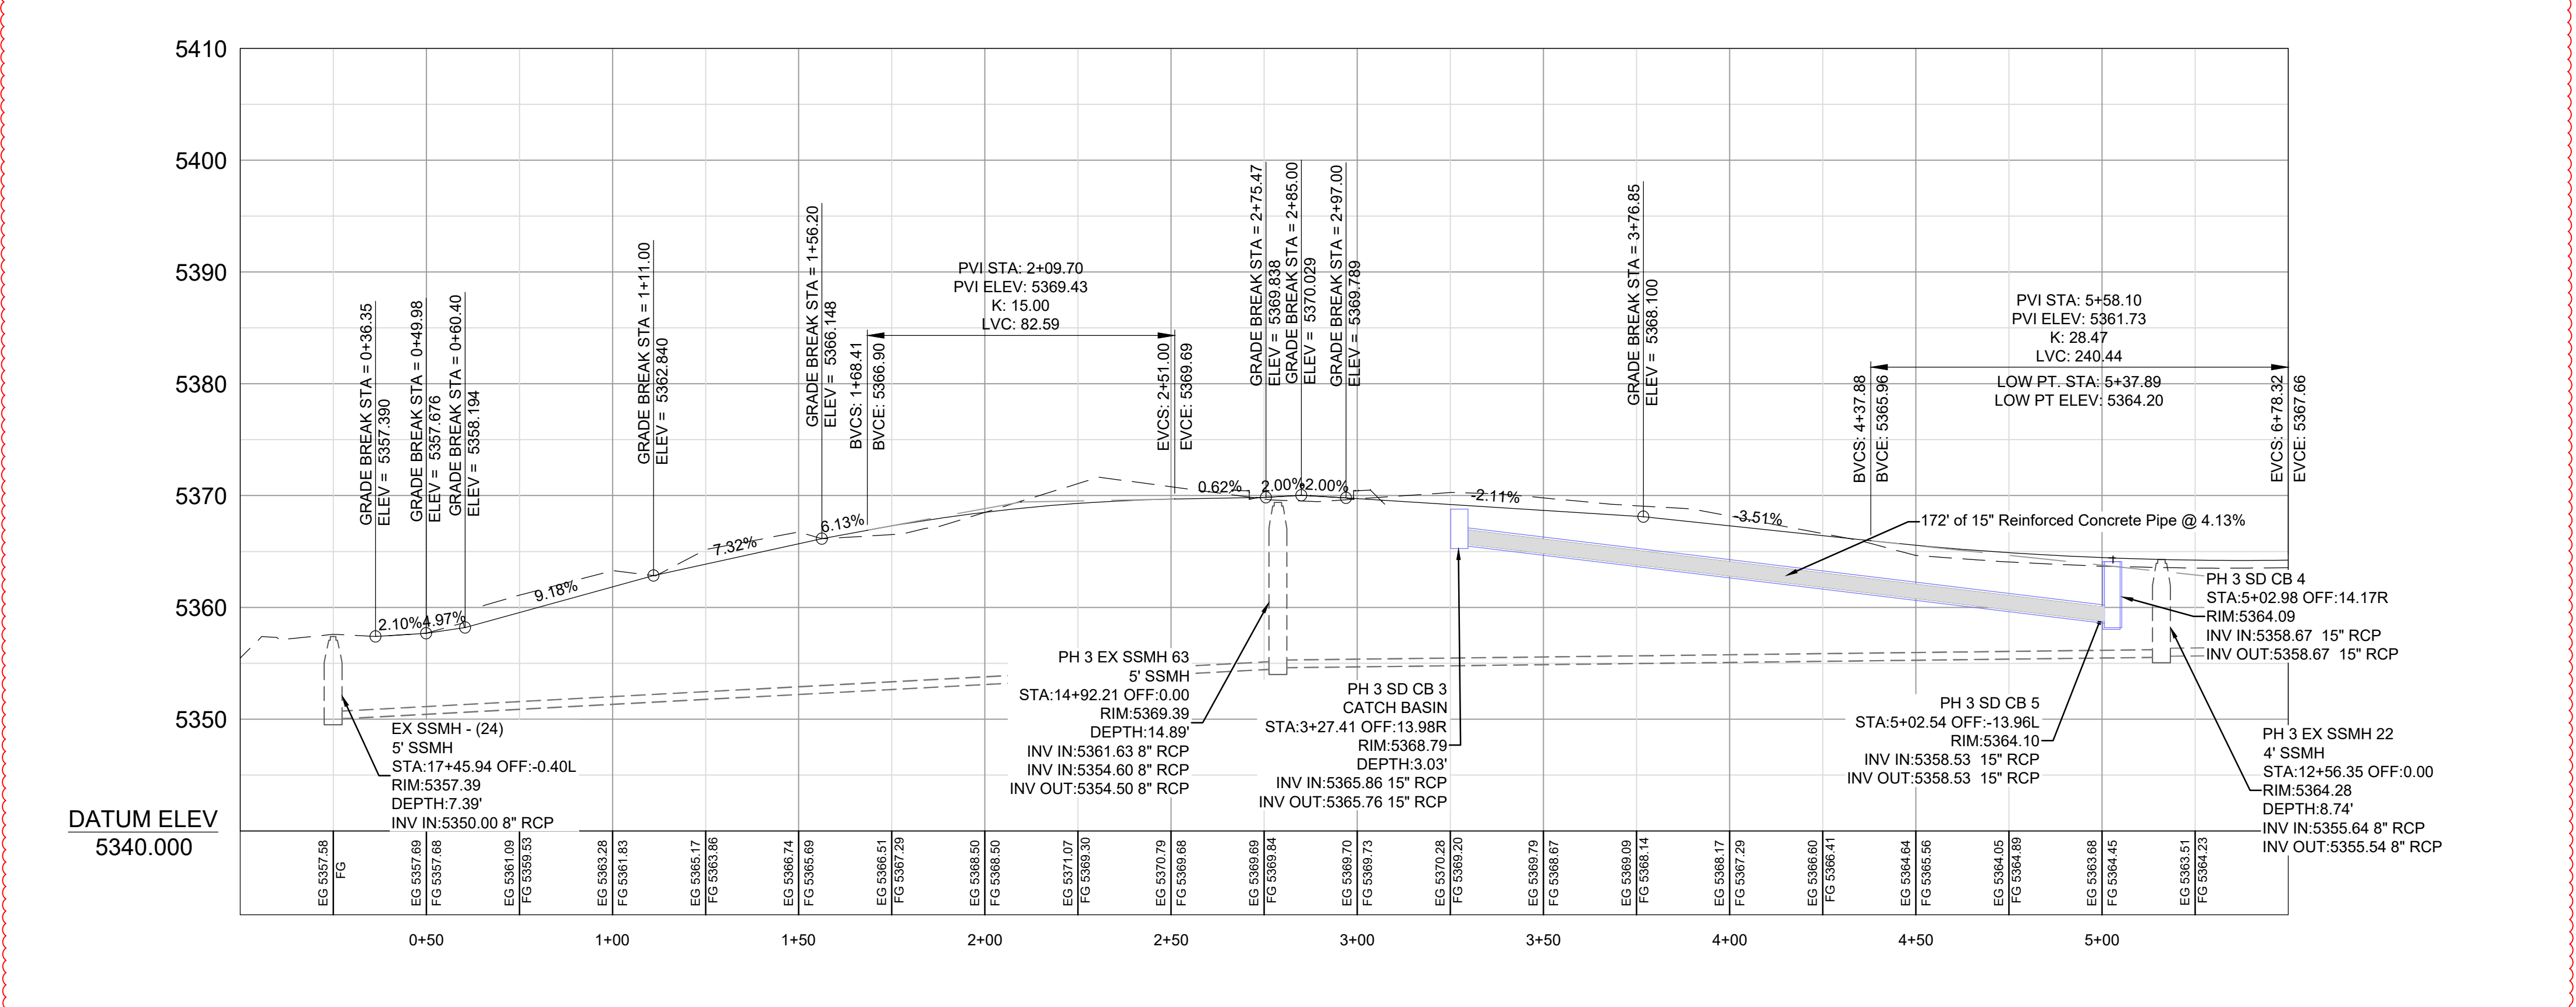 5410
5400
5390
5380
5370
5360
5350
DATUM ELEV
5340.000
GRADE BREAK STA = 0+36.35
ELEV = 5357.390
GRADE BREAK STA = 0+49.98
ELEV = 5357.676
GRADE BREAK STA = 0+60.40
ELEV = 5358.194
GRADE BREAK STA = 1+11.00
ELEV = 5362.840
GRADE BREAK STA = 1+56.20
ELEV = 5366.148
BVCS: 1+68.41
BVCE: 5366.90
PVI STA: 2+09.70
PVI ELEV: 5369.43
K: 15.00
LVC: 82.59
EVCS: 2+51.00
EVCE: 5369.69
GRADE BREAK STA = 2+75.47
ELEV = 5369.838
GRADE BREAK STA = 2+85.00
ELEV = 5370.029
GRADE BREAK STA = 2+97.00
ELEV = 5369.789
GRADE BREAK STA = 3+76.85
ELEV = 5368.100
BVCS: 4+37.88
BVCE: 5365.96
PVI STA: 5+58.10
PVI ELEV: 5361.73
K: 28.47
LVC: 240.44
LOW PT. STA: 5+37.89
LOW PT ELEV: 5364.20
EVCS: 6+78.32
EVCE: 5367.66
2.10%
4.97%
9.18%
7.32%
6.13%
0.62%
2.00%
-2.00%
-2.11%
-3.51%
172' of 15" Reinforced Concrete Pipe @ 4.13%
EX SSMH - (24)
5' SSMH
STA:17+45.94 OFF:-0.40L
RIM:5357.39
DEPTH:7.39'
INV IN:5350.00 8" RCP
PH 3 EX SSMH 63
5' SSMH
STA:14+92.21 OFF:0.00
RIM:5369.39
DEPTH:14.89'
INV IN:5361.63 8" RCP
INV IN:5354.60 8" RCP
INV OUT:5354.50 8" RCP
PH 3 SD CB 3
CATCH BASIN
STA:3+27.41 OFF:13.98R
RIM:5368.79
DEPTH:3.03'
INV IN:5365.86 15" RCP
INV OUT:5365.76 15" RCP
PH 3 SD CB 5
STA:5+02.54 OFF:-13.96L
RIM:5364.10
INV IN:5358.53 15" RCP
INV OUT:5358.53 15" RCP
PH 3 SD CB 4
STA:5+02.98 OFF:14.17R
RIM:5364.09
INV IN:5358.67 15" RCP
INV OUT:5358.67 15" RCP
PH 3 EX SSMH 22
4' SSMH
STA:12+56.35 OFF:0.00
RIM:5364.28
DEPTH:8.74'
INV IN:5355.64 8" RCP
INV OUT:5355.54 8" RCP
EG 5357.58
FG
EG 5357.69
FG 5357.68
EG 5361.09
FG 5359.53
EG 5363.28
FG 5361.83
EG 5365.17
FG 5363.86
EG 5366.74
FG 5365.69
EG 5366.51
FG 5367.29
EG 5368.50
FG 5368.50
EG 5371.07
FG 5369.30
EG 5370.79
FG 5369.68
EG 5369.69
FG 5369.84
EG 5369.70
FG 5369.73
EG 5370.28
FG 5369.20
EG 5369.79
FG 5368.67
EG 5369.09
FG 5368.14
EG 5368.17
FG 5367.29
EG 5366.60
FG 5366.41
EG 5364.64
FG 5365.56
EG 5364.05
FG 5364.89
EG 5363.68
FG 5364.45
EG 5363.51
FG 5364.23
0+50
1+00
1+50
2+00
2+50
3+00
3+50
4+00
4+50
5+00